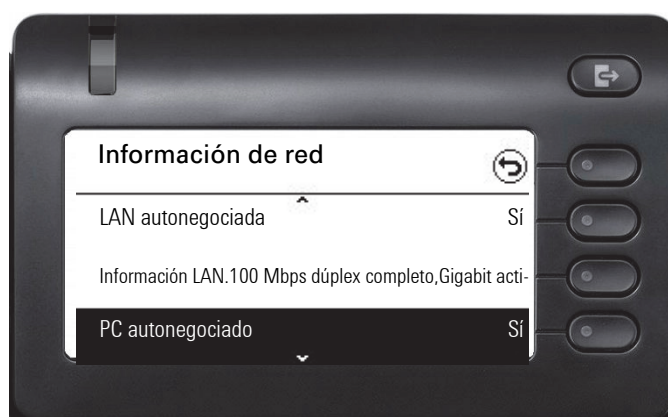 Información de red
LAN autonegociada Sí
Información LAN.100 Mbps dúplex completo,Gigabit acti-
PC autonegociado Sí